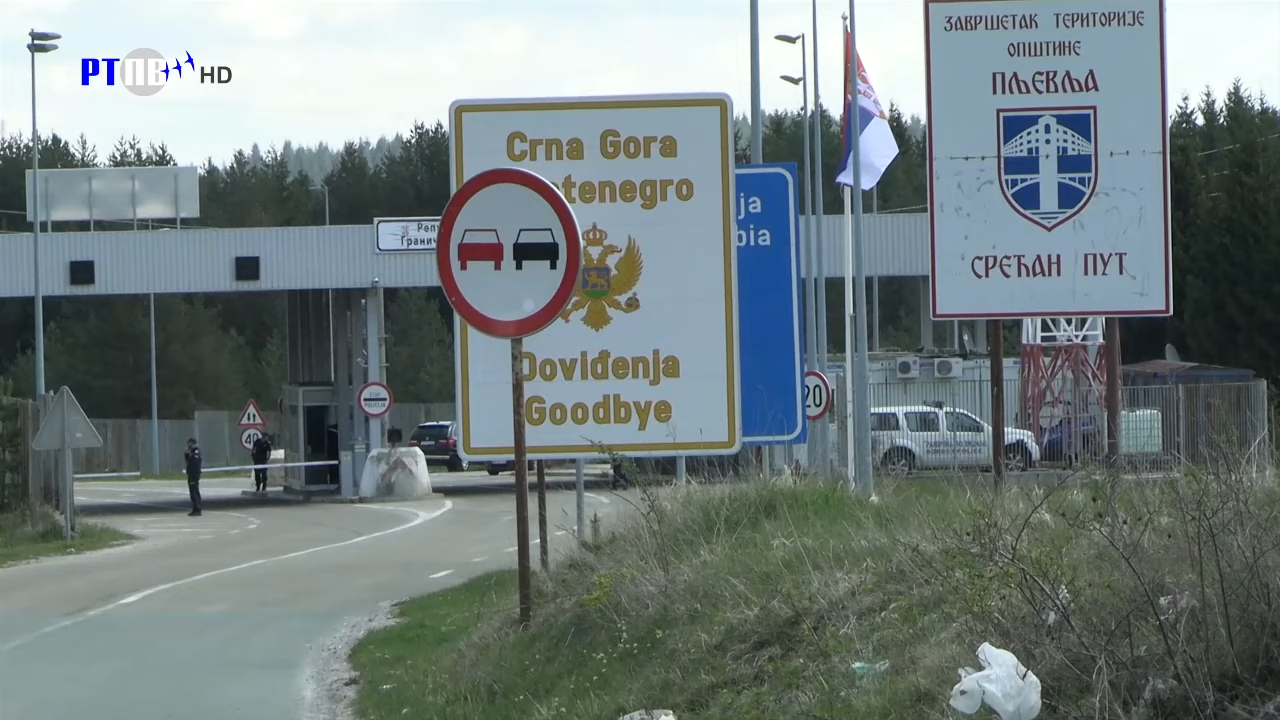 РТПВ HD
ЗАВРШЕТАК ТЕРИТОРИЈЕ
ОПШТИНЕ
ПЉЕВЉА
СРЕЋАН ПУТ
Crna Gora
tenegro
Doviđenja
Goodbye
ja
bia
Репу
Гранич
20
40
POLICIJA